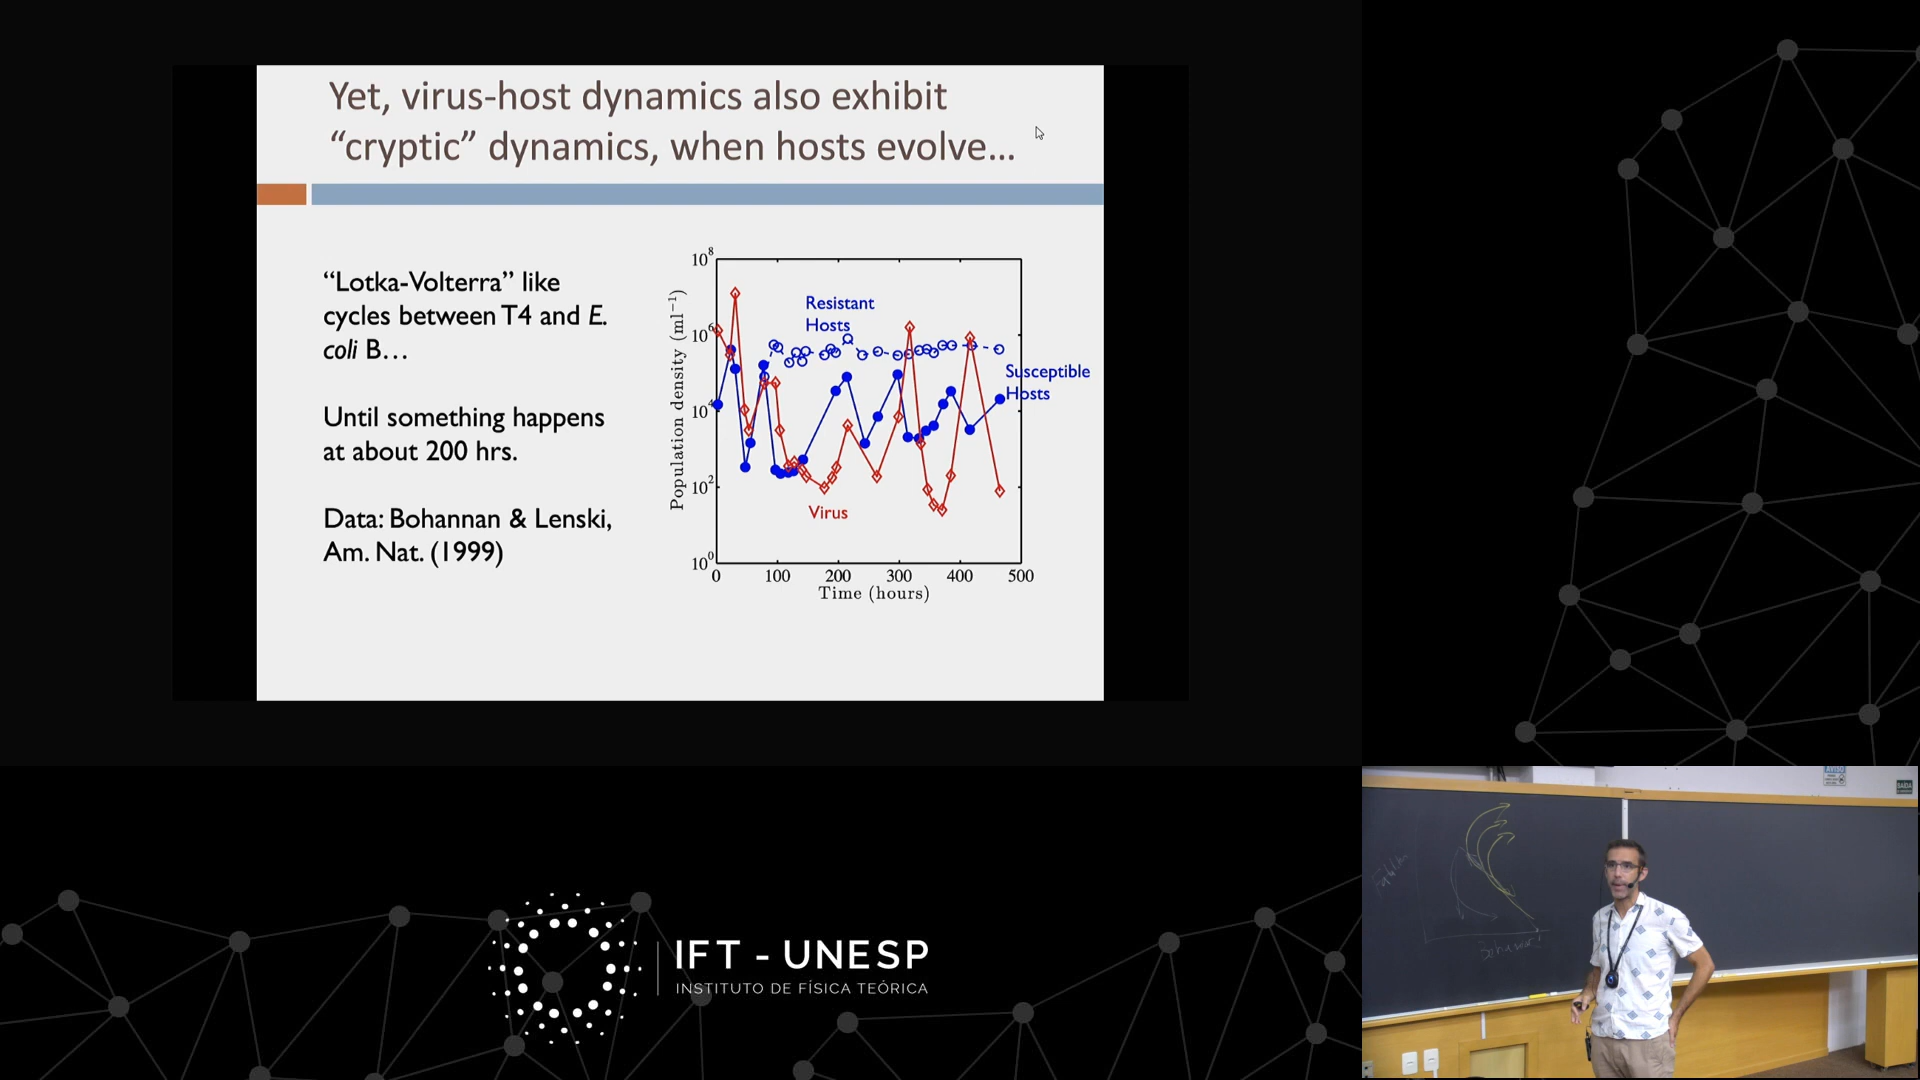 Yet, virus-host dynamics also exhibit
“cryptic” dynamics, when hosts evolve…
“Lotka-Volterra” like
cycles between T4 and E.
coli B…
Until something happens
at about 200 hrs.
Data: Bohannan & Lenski,
Am. Nat. (1999)
Population density (ml⁻¹)
10⁸
10⁶
10⁴
10²
10⁰
Resistant
Hosts
Susceptible
Hosts
Virus
0 100 200 300 400 500
Time (hours)
IFT - UNESP
INSTITUTO DE FÍSICA TEÓRICA